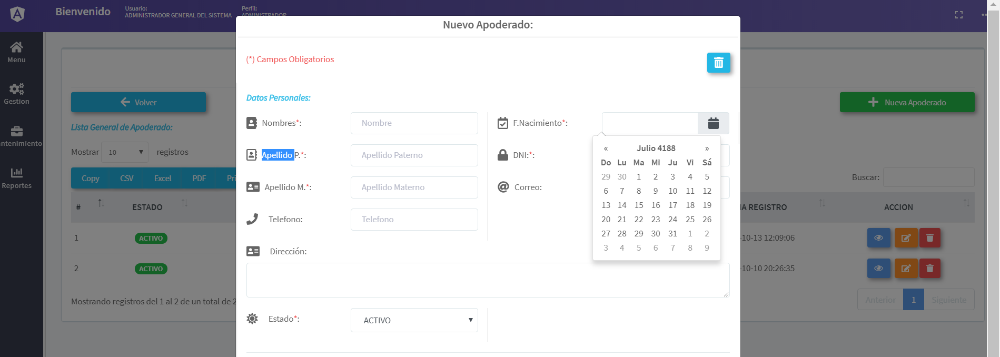 Bienvenido
Usuario:
ADMINISTRADOR GENERAL DEL SISTEMA
Perfil:
ADMINISTRADOR
Menu
Gestion
ntenimiento
Reportes
Volver
Nueva Apoderado
Lista General de Apoderado:
Mostrar 10 registros
Buscar:
Copy CSV Excel PDF Pri
# ESTADO A REGISTRO ACCION
1 ACTIVO -10-13 12:09:06
2 ACTIVO -10-10 20:26:35
Mostrando registros del 1 al 2 de un total de 2
Anterior 1 Siguiente
Nuevo Apoderado:
(*) Campos Obligatorios
Datos Personales:
Nombres*: Nombre
Apellido P.*: Apellido Paterno
Apellido M.*: Apellido Materno
Telefono: Telefono
F.Nacimiento*:
DNI:*:
Correo:
« Julio 4188 »
Do Lu Ma Mi Ju Vi Sá
29 30 1 2 3 4 5
6 7 8 9 10 11 12
13 14 15 16 17 18 19
20 21 22 23 24 25 26
27 28 29 30 31 1 2
3 4 5 6 7 8 9
Dirección:
Estado*: ACTIVO